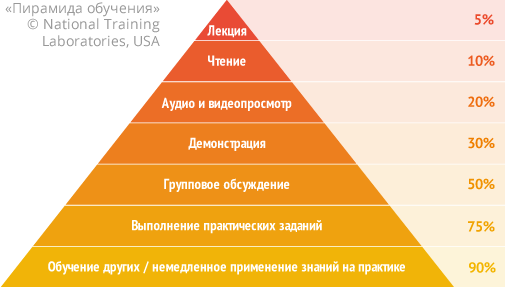 «Пирамида обучения»
© National Training
Laboratories, USA
Лекция 5%
Чтение 10%
Аудио и видеопросмотр 20%
Демонстрация 30%
Групповое обсуждение 50%
Выполнение практических заданий 75%
Обучение других / немедленное применение знаний на практике 90%